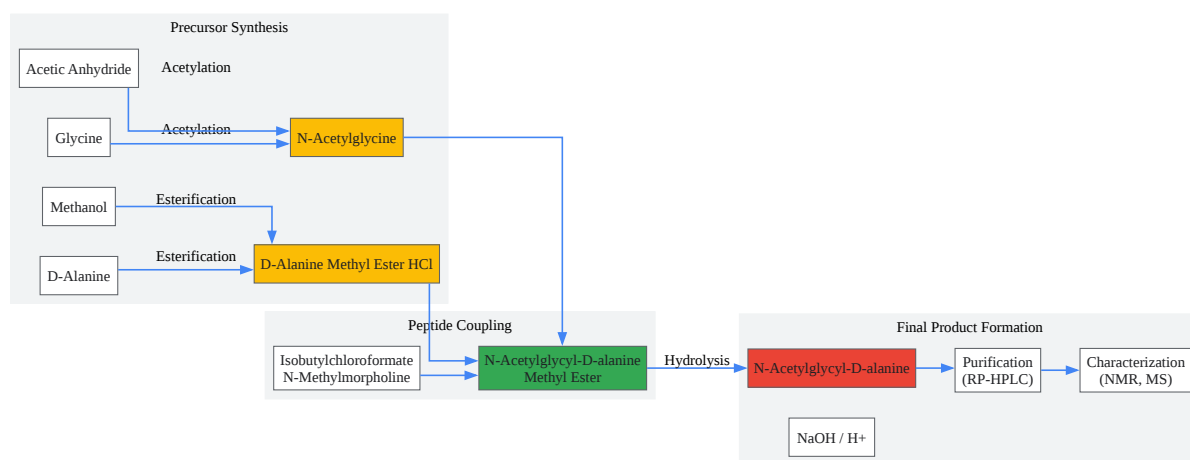 Precursor Synthesis
Acetic Anhydride
Acetylation
Glycine
Acetylation
N-Acetylglycine
Methanol
Esterification
D-Alanine
Esterification
D-Alanine Methyl Ester HCl
Peptide Coupling
Isobutylchloroformate
N-Methylmorpholine
N-Acetylglycyl-D-alanine
Methyl Ester
Hydrolysis
Final Product Formation
N-Acetylglycyl-D-alanine
Purification
(RP-HPLC)
Characterization
(NMR, MS)
NaOH / H+